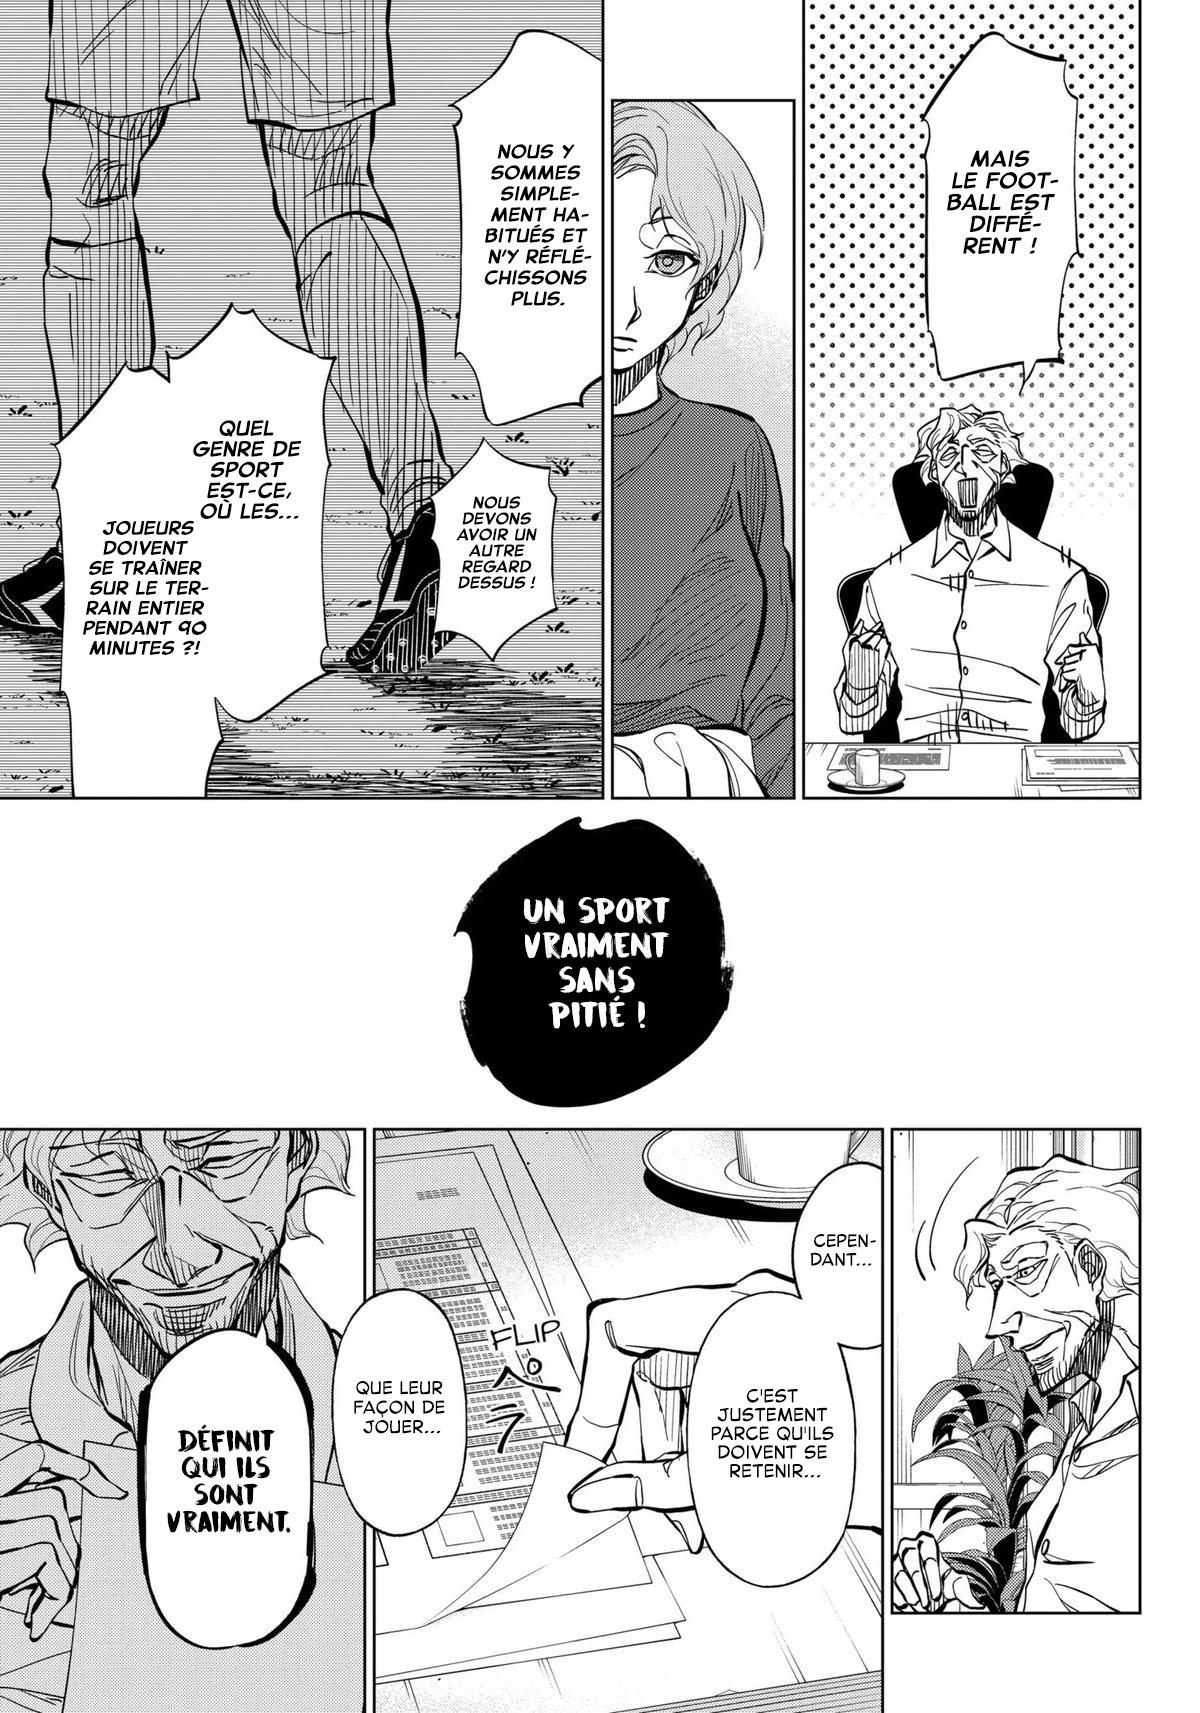 MAIS
LE FOOT-
BALL EST
DIFFÉ-
RENT !
NOUS Y
SOMMES
SIMPLE-
MENT HA-
BITUÉS ET
N'Y RÉFLÉ-
CHISSONS
PLUS.
NOUS
DEVONS
AVOIR UN
AUTRE
REGARD
DESSUS !
QUEL
GENRE DE
SPORT
EST-CE,
OÙ LES...
JOUEURS
DOIVENT
SE TRAÎNER
SUR LE TER-
RAIN ENTIER
PENDANT 90
MINUTES ?!
UN SPORT
VRAIMENT
SANS
PITIÉ !
CEPEN-
DANT...
C'EST
JUSTEMENT
PARCE QU'ILS
DOIVENT SE
RETENIR...
FLIP
ペラ
QUE LEUR
FAÇON DE
JOUER...
DÉFINIT
QUI ILS
SONT
VRAIMENT.